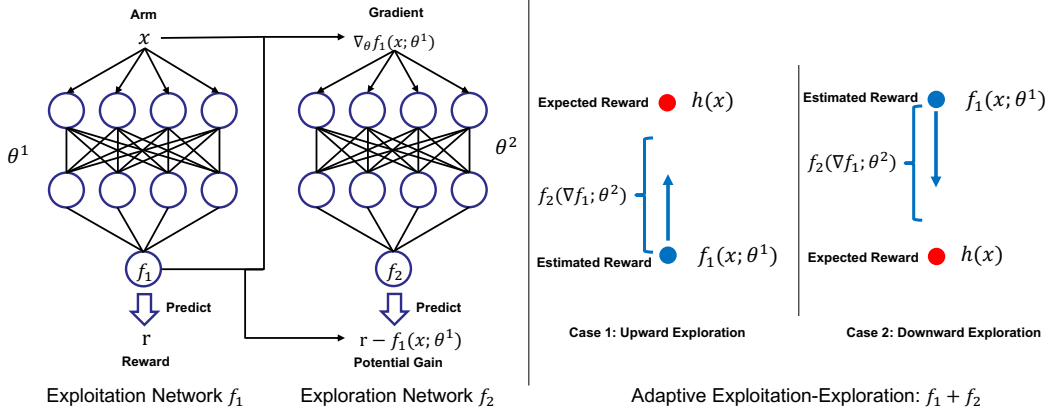 Arm
x
θ¹
f₁
Predict
r
Reward
Exploitation Network f₁
Gradient
∇θf₁(x; θ¹)
θ²
f₂
Predict
r − f₁(x; θ¹)
Potential Gain
Exploration Network f₂
Expected Reward
h(x)
f₂(∇f₁; θ²)
Estimated Reward
f₁(x; θ¹)
Case 1: Upward Exploration
Estimated Reward
f₁(x; θ¹)
f₂(∇f₁; θ²)
Expected Reward
h(x)
Case 2: Downward Exploration
Adaptive Exploitation-Exploration: f₁ + f₂